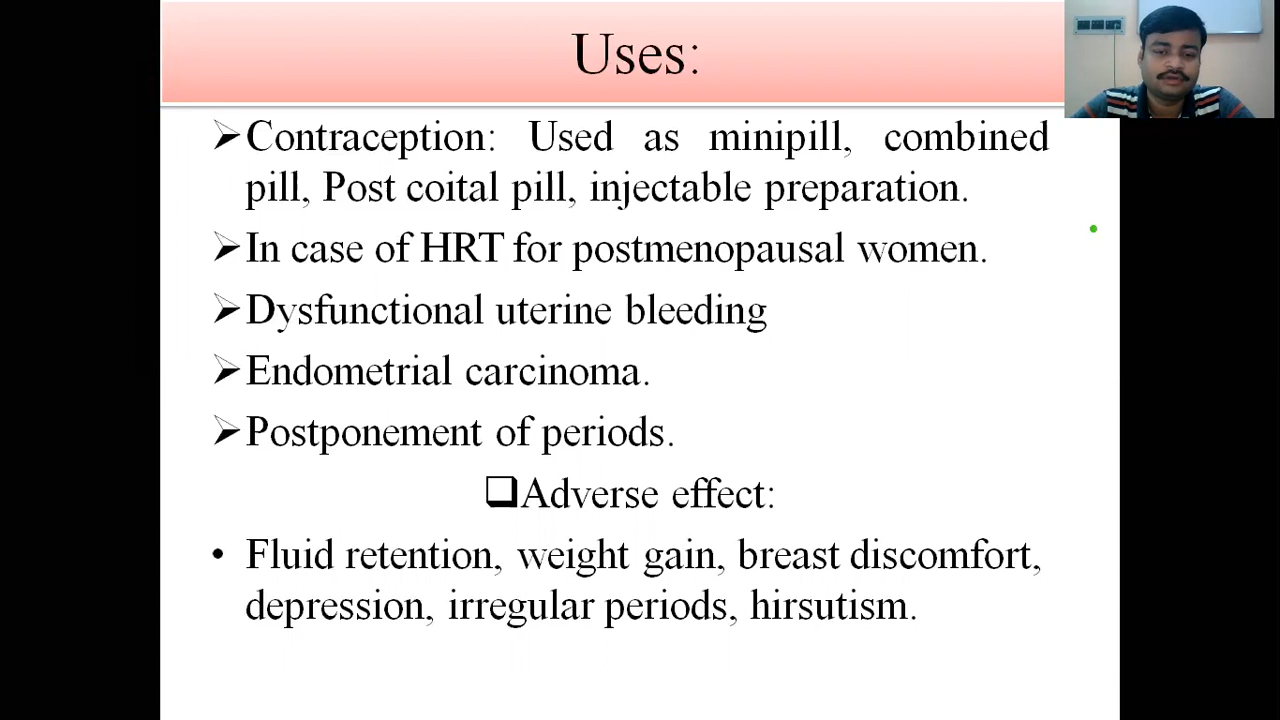 Uses:
➢Contraception: Used as minipill, combined
pill, Post coital pill, injectable preparation.
➢In case of HRT for postmenopausal women.
➢Dysfunctional uterine bleeding
➢Endometrial carcinoma.
➢Postponement of periods.
❑Adverse effect:
• Fluid retention, weight gain, breast discomfort,
depression, irregular periods, hirsutism.